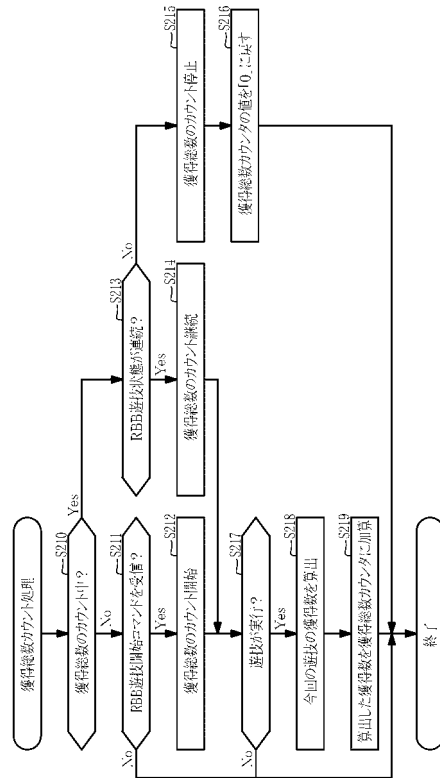 獲得総数カウント処理
S210
獲得総数のカウント中?
Yes
No
S211
RBB遊技開始コマンドを受信?
No
Yes
S212
獲得総数のカウント開始
S213
RBB遊技状態が連続?
No
Yes
S214
獲得総数のカウント継続
S215
獲得総数のカウント停止
S216
獲得総数カウンタの値を「0」に戻す
S217
遊技が実行?
No
Yes
S218
今回の遊技の獲得数を算出
S219
算出した獲得数を獲得総数カウンタに加算
終了